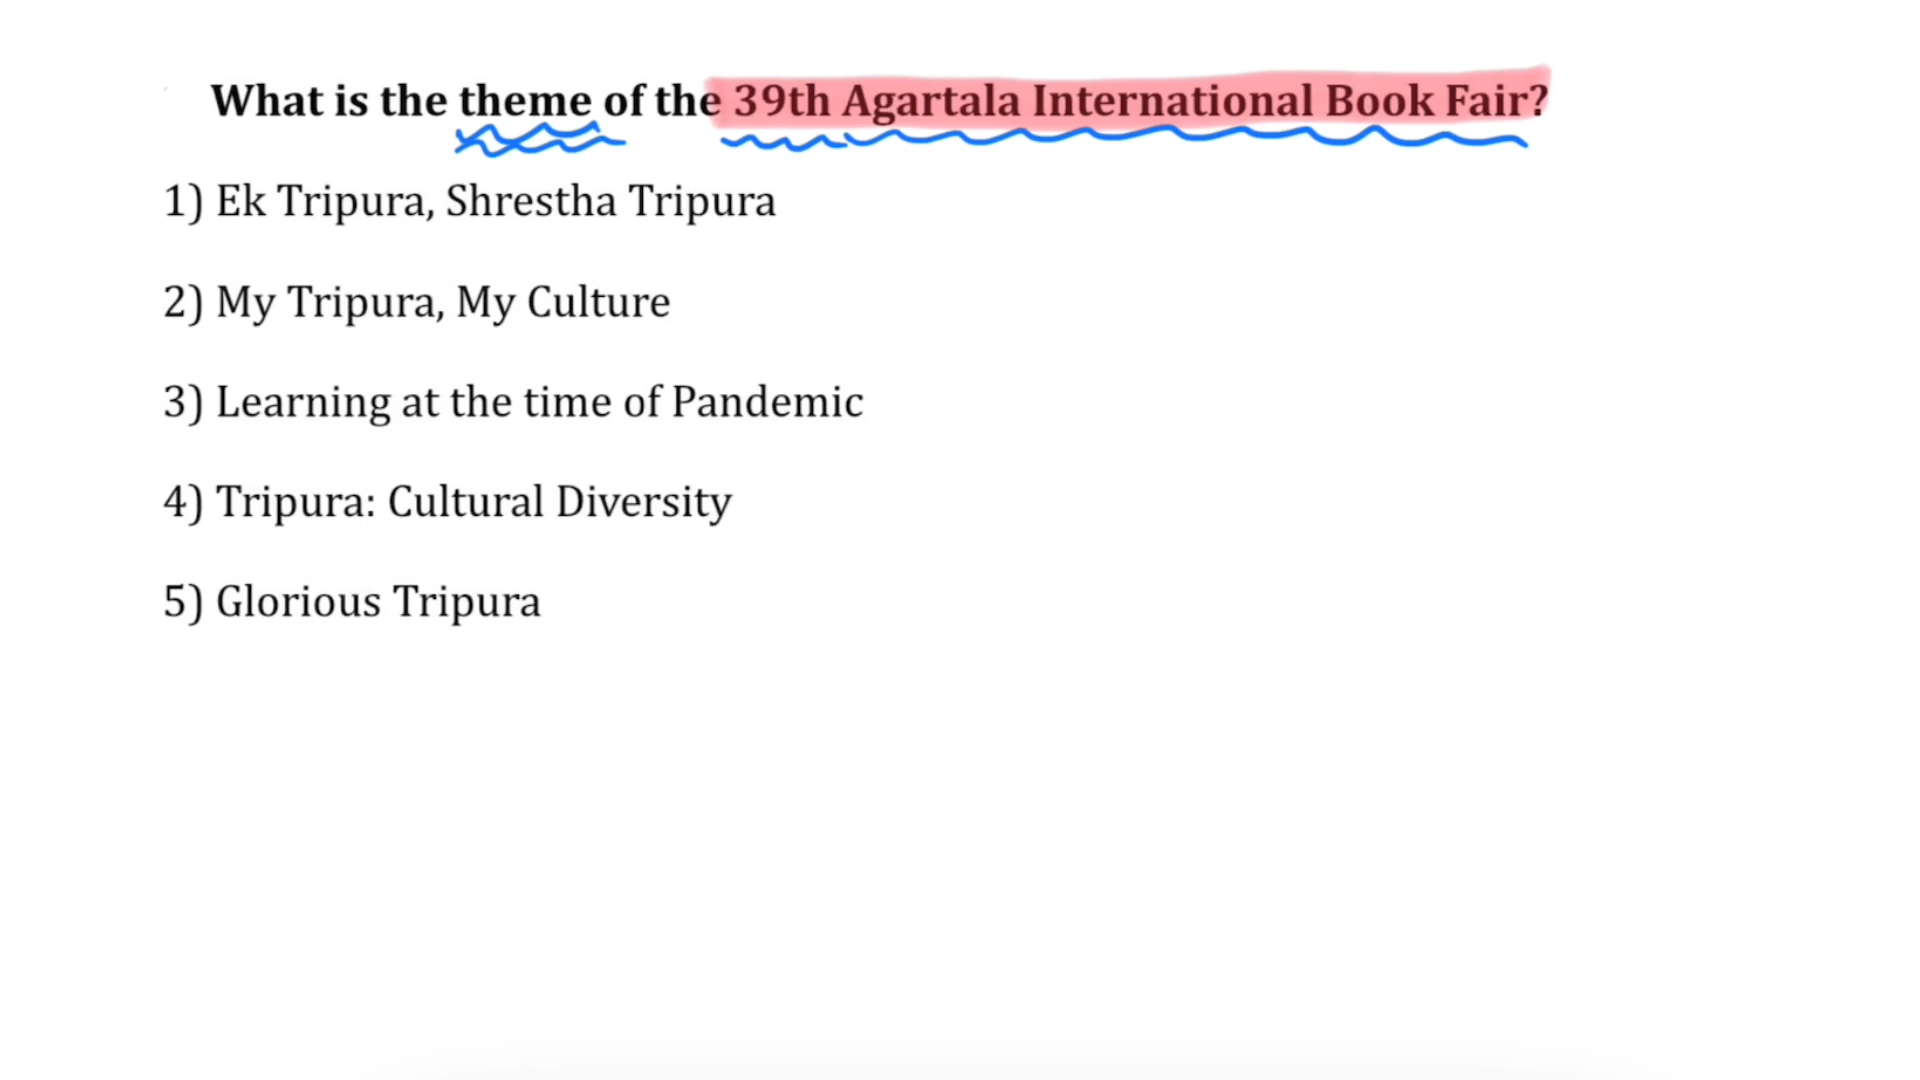 What is the theme of the 39th Agartala International Book Fair?
1) Ek Tripura, Shrestha Tripura
2) My Tripura, My Culture
3) Learning at the time of Pandemic
4) Tripura: Cultural Diversity
5) Glorious Tripura